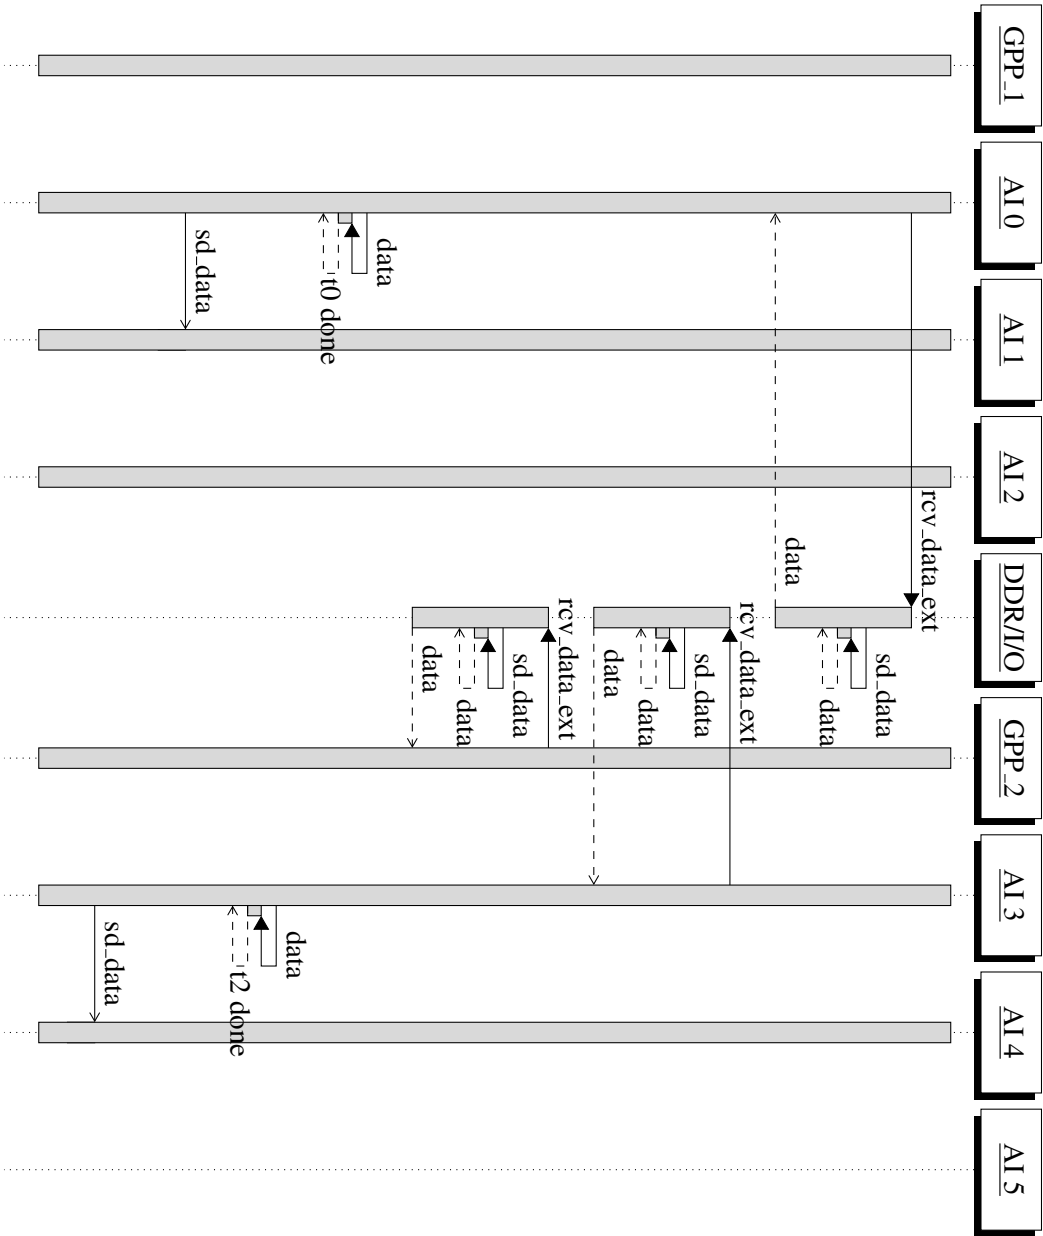 GPP_1
AI 0
AI 1
AI 2
DDR/I/O
GPP_2
AI 3
AI 4
AI 5
rcv_data_ext
sd_data
data
data
rcv_data_ext
sd_data
data
data
rcv_data_ext
sd_data
data
data
data
t0 done
data
t2 done
sd_data
sd_data